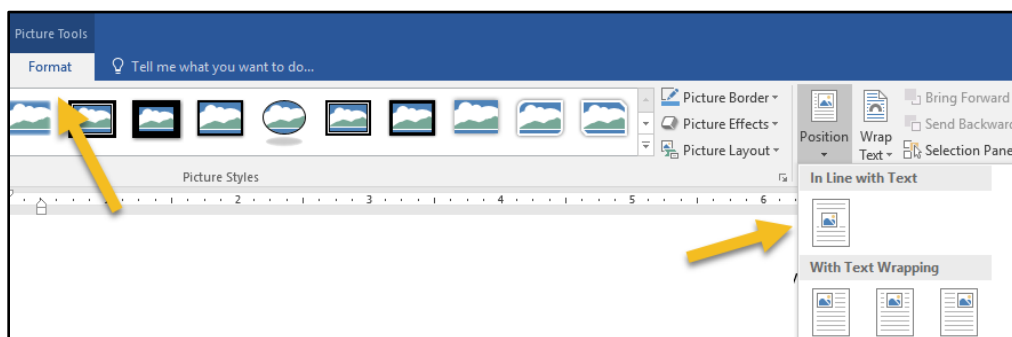 Picture Tools
Format
Tell me what you want to do...
Picture Border
Picture Effects
Picture Layout
Position
Wrap
Text
Bring Forward
Send Backward
Selection Pane
Picture Styles
In Line with Text
2 3 4 5 6
With Text Wrapping